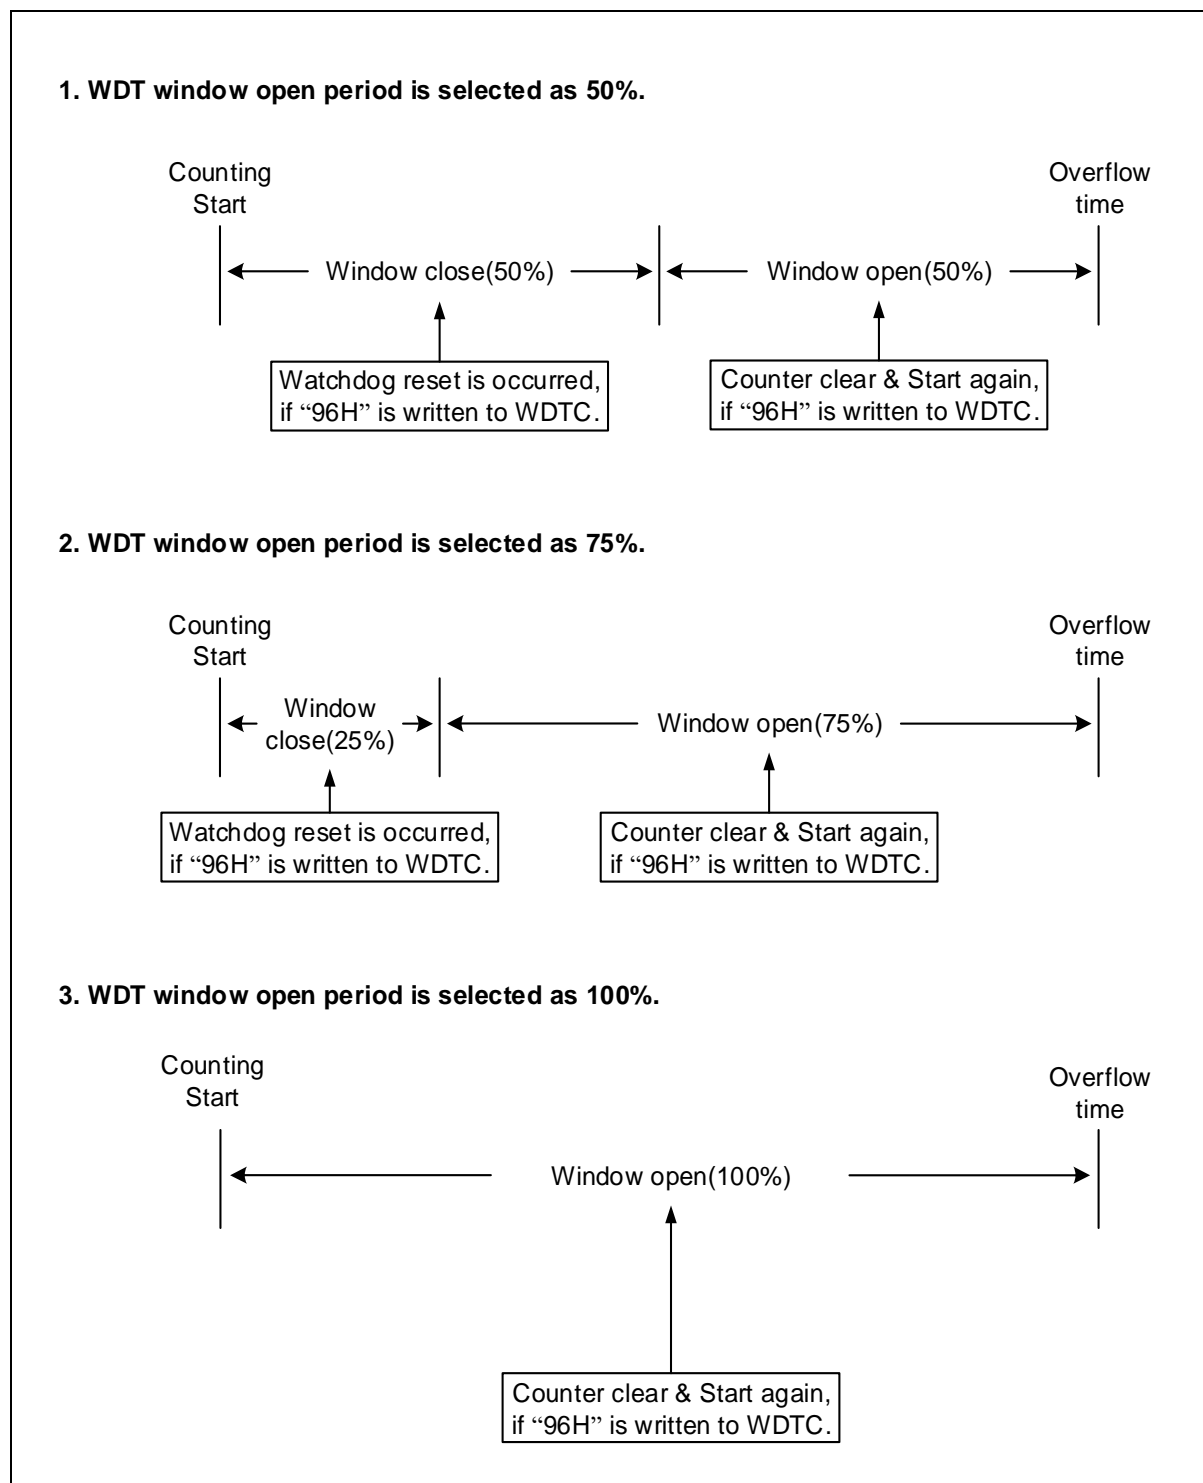 1. WDT window open period is selected as 50%.
Counting
Start
Overflow
time
Window close(50%)
Window open(50%)
Watchdog reset is occurred,
if “96H” is written to WDTC.
Counter clear & Start again,
if “96H” is written to WDTC.
2. WDT window open period is selected as 75%.
Counting
Start
Overflow
time
Window
close(25%)
Window open(75%)
Watchdog reset is occurred,
if “96H” is written to WDTC.
Counter clear & Start again,
if “96H” is written to WDTC.
3. WDT window open period is selected as 100%.
Counting
Start
Overflow
time
Window open(100%)
Counter clear & Start again,
if “96H” is written to WDTC.